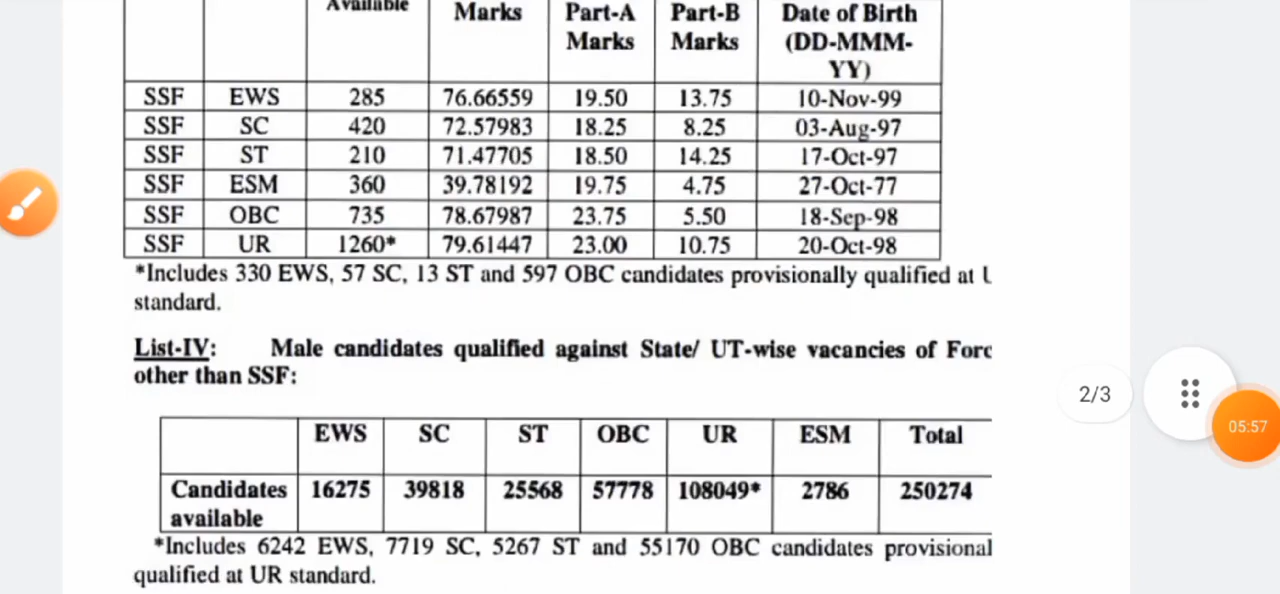 Available Marks Part-A Marks Part-B Marks Date of Birth (DD-MMM-YY)
SSF EWS 285 76.66559 19.50 13.75 10-Nov-99
SSF SC 420 72.57983 18.25 8.25 03-Aug-97
SSF ST 210 71.47705 18.50 14.25 17-Oct-97
SSF ESM 360 39.78192 19.75 4.75 27-Oct-77
SSF OBC 735 78.67987 23.75 5.50 18-Sep-98
SSF UR 1260* 79.61447 23.00 10.75 20-Oct-98
*Includes 330 EWS, 57 SC, 13 ST and 597 OBC candidates provisionally qualified at
standard.
List-IV: Male candidates qualified against State/ UT-wise vacancies of Forc
other than SSF:
2/3
05:57
EWS SC ST OBC UR ESM Total
Candidates available 16275 39818 25568 57778 108049* 2786 250274
*Includes 6242 EWS, 7719 SC, 5267 ST and 55170 OBC candidates provisional
qualified at UR standard.